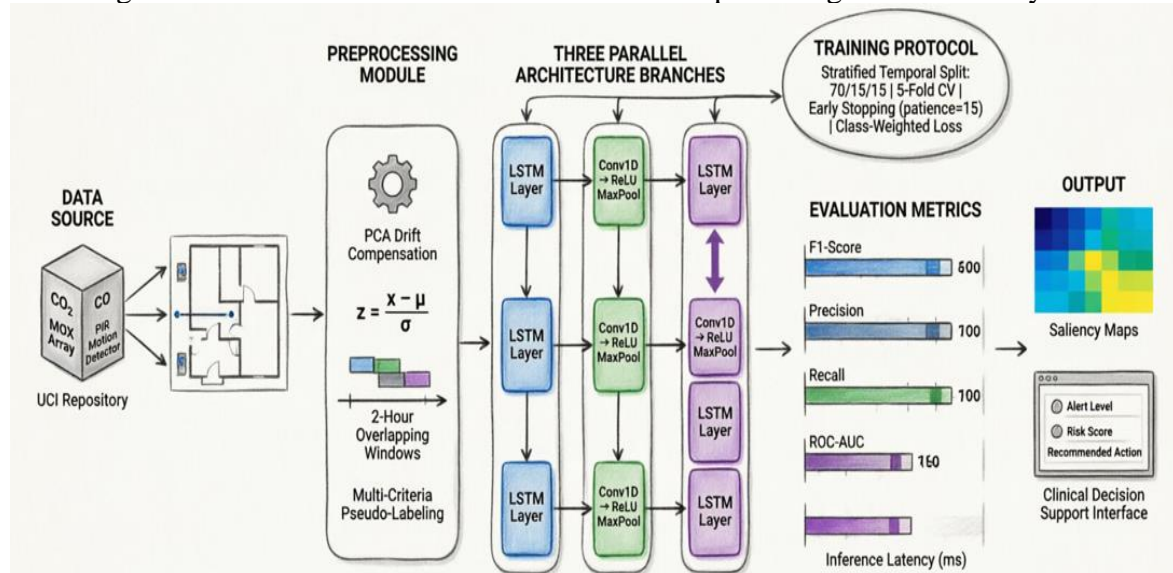 DATA
SOURCE
CO₂
MOX
Array
CO
PIR
Motion
Detector
UCI Repository
PREPROCESSING
MODULE
PCA Drift
Compensation
z = x − μ
σ
2-Hour
Overlapping
Windows
Multi-Criteria
Pseudo-Labeling
THREE PARALLEL
ARCHITECTURE BRANCHES
LSTM
Layer
Conv1D
→ ReLU
MaxPool
LSTM
Layer
LSTM
Layer
Conv1D
→ ReLU
MaxPool
Conv1D
→ ReLU
MaxPool
LSTM
Layer
LSTM
Layer
Conv1D
→ ReLU
MaxPool
LSTM
Layer
TRAINING PROTOCOL
Stratified Temporal Split:
70/15/15 | 5-Fold CV |
Early Stopping (patience=15)
| Class-Weighted Loss
EVALUATION METRICS
F1-Score
Precision
100
Recall
100
ROC-AUC
Inference Latency (ms)
OUTPUT
Saliency Maps
Alert Level
Risk Score
Recommended Action
Clinical Decision
Support Interface